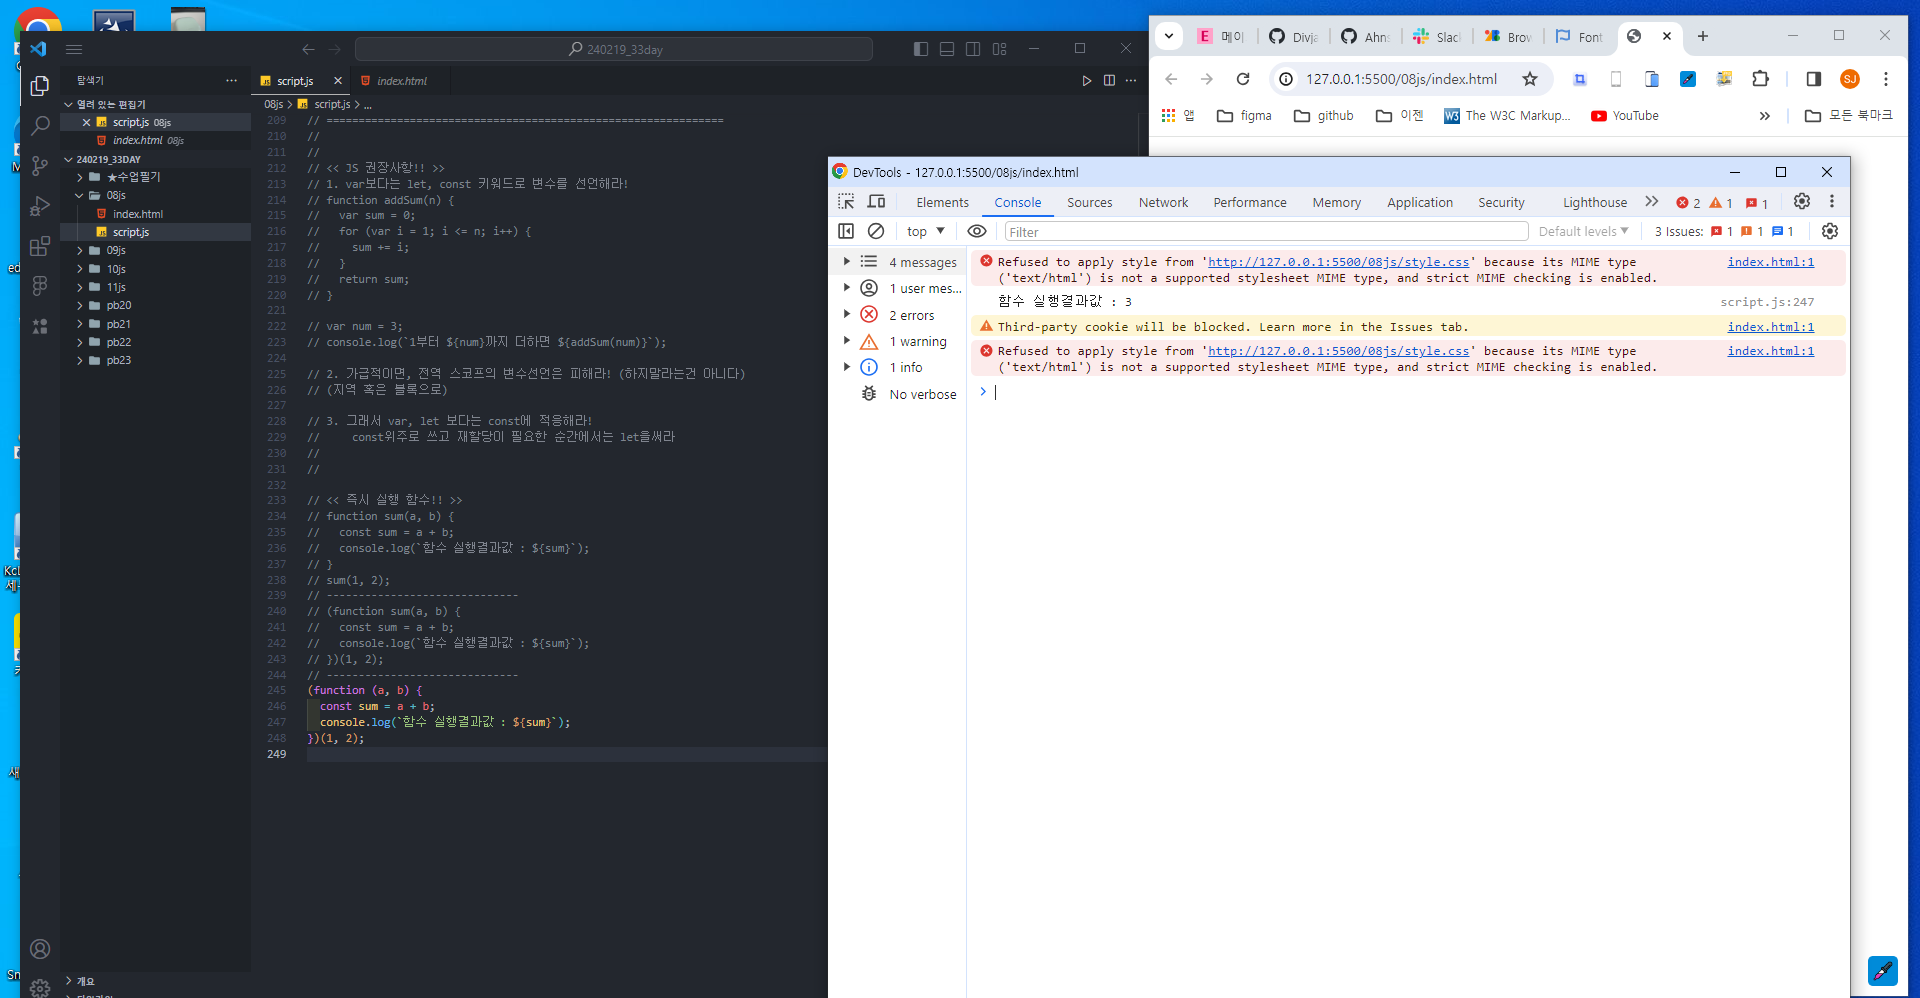 240219_33day
탐색기
열려 있는 편집기
script.js 08js
index.html 08js
240219_33DAY
★수업필기
08js
index.html
script.js
09js
10js
11js
pb20
pb21
pb22
pb23
개요
script.js
index.html
08js > script.js > ...
209 // ==============================================================
210 //
211 //
212 // << JS 권장사항!! >>
213 // 1. var보다는 let, const 키워드로 변수를 선언해라!
214 // function addSum(n) {
215 //   var sum = 0;
216 //   for (var i = 1; i <= n; i++) {
217 //     sum += i;
218 //   }
219 //   return sum;
220 // }
221
222 // var num = 3;
223 // console.log(`1부터 ${num}까지 더하면 ${addSum(num)}`);
224
225 // 2. 가급적이면, 전역 스코프의 변수선언은 피해라! (하지말라는건 아니다)
226 // (지역 혹은 블록으로)
227
228 // 3. 그래서 var, let 보다는 const에 적응해라!
229 //     const위주로 쓰고 재할당이 필요한 순간에서는 let을써라
230 //
231 //
232
233 // << 즉시 실행 함수!! >>
234 // function sum(a, b) {
235 //   const sum = a + b;
236 //   console.log(`함수 실행결과값 : ${sum}`);
237 // }
238 // sum(1, 2);
239 // ------------------------------
240 // (function sum(a, b) {
241 //   const sum = a + b;
242 //   console.log(`함수 실행결과값 : ${sum}`);
243 // })(1, 2);
244 // ------------------------------
245 (function (a, b) {
246   const sum = a + b;
247   console.log(`함수 실행결과값 : ${sum}`);
248 })(1, 2);
249
E 메이 Divja Ahn Slac Brow Font
127.0.0.1:5500/08js/index.html
SJ
앱 figma github 이젠 The W3C Markup... YouTube » 모든 북마크
DevTools - 127.0.0.1:5500/08js/index.html
Elements Console Sources Network Performance Memory Application Security Lighthouse 2 1 1
top Filter Default levels 3 Issues: 1 1 1
4 messages
1 user mes...
2 errors
1 warning
1 info
No verbose
Refused to apply style from 'http://127.0.0.1:5500/08js/style.css' because its MIME type index.html:1
('text/html') is not a supported stylesheet MIME type, and strict MIME checking is enabled.
함수 실행결과값 : 3 script.js:247
Third-party cookie will be blocked. Learn more in the Issues tab. index.html:1
Refused to apply style from 'http://127.0.0.1:5500/08js/style.css' because its MIME type index.html:1
('text/html') is not a supported stylesheet MIME type, and strict MIME checking is enabled.